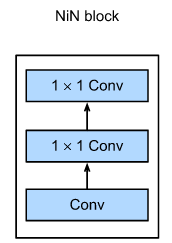 NiN block
1 × 1 Conv
1 × 1 Conv
Conv